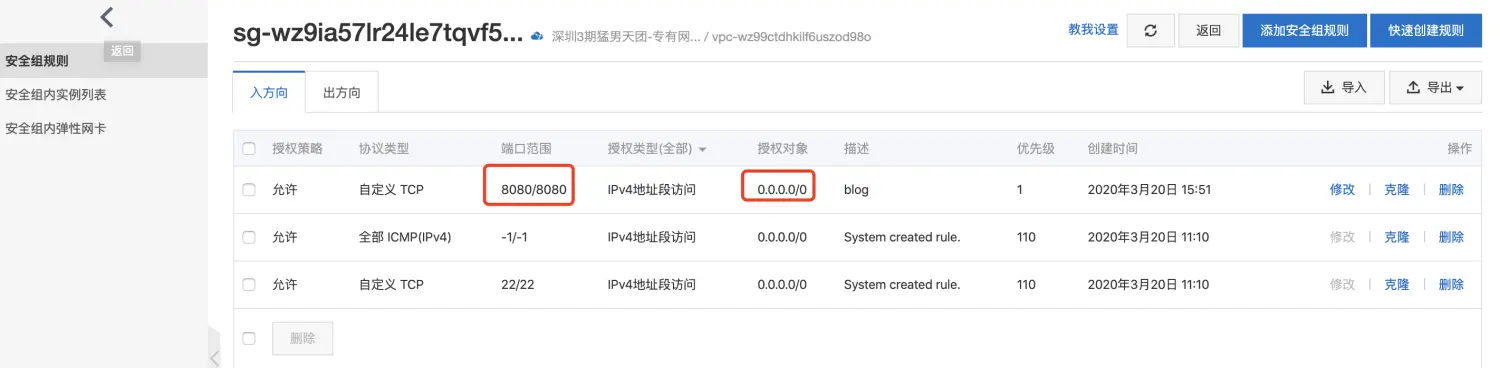 返回
安全组规则
安全组内实例列表
安全组内弹性网卡
sg-wz9ia57lr24le7tqvf5... 深圳3期猛男天团-专有网... / vpc-wz99ctdhkilf6uszod98o 教我设置 返回 添加安全组规则 快速创建规则
入方向 出方向 导入 导出
授权策略 协议类型 端口范围 授权类型(全部) 授权对象 描述 优先级 创建时间 操作
允许 自定义 TCP 8080/8080 IPv4地址段访问 0.0.0.0/0 blog 1 2020年3月20日 15:51 修改 克隆 删除
允许 全部 ICMP(IPv4) -1/-1 IPv4地址段访问 0.0.0.0/0 System created rule. 110 2020年3月20日 11:10 修改 克隆 删除
允许 自定义 TCP 22/22 IPv4地址段访问 0.0.0.0/0 System created rule. 110 2020年3月20日 11:10 修改 克隆 删除
删除